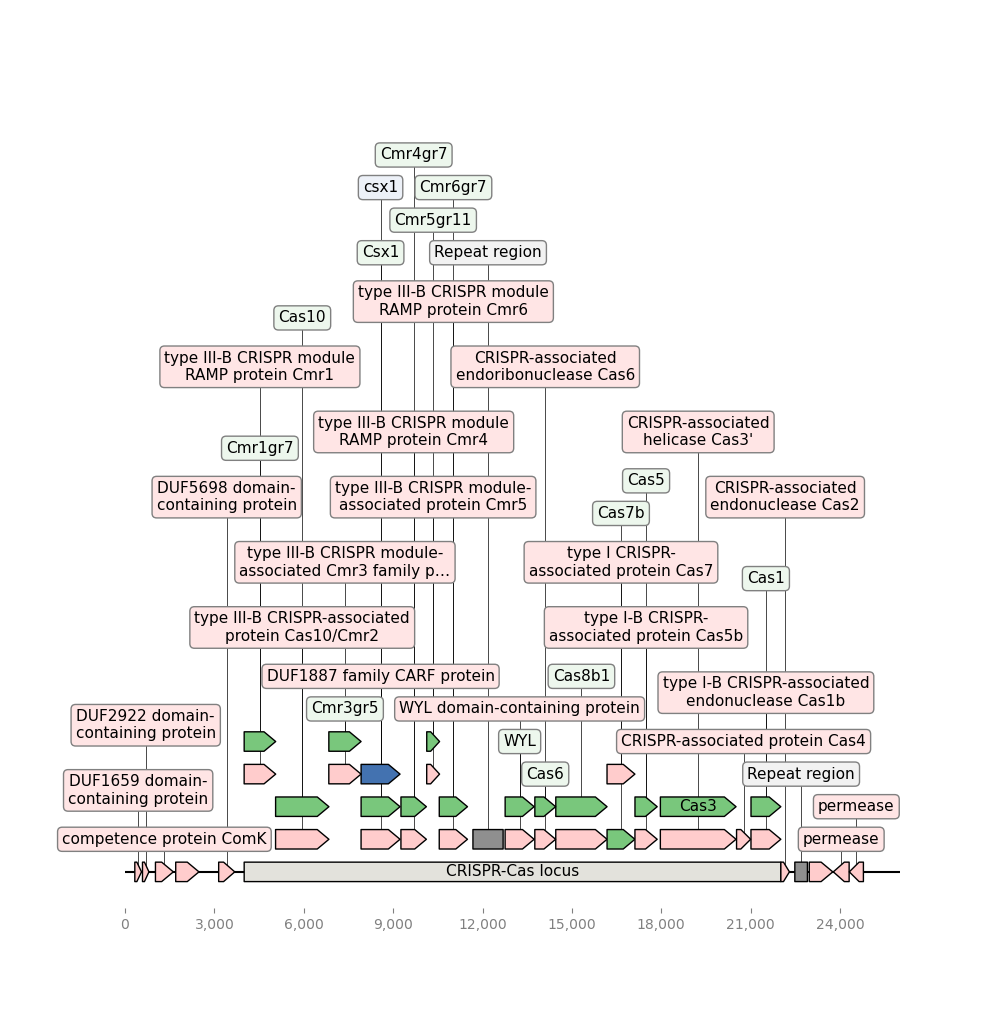 Cmr4gr7
csx1
Cmr6gr7
Cmr5gr11
Csx1
Repeat region
type III-B CRISPR module
RAMP protein Cmr6
Cas10
type III-B CRISPR module
RAMP protein Cmr1
CRISPR-associated
endoribonuclease Cas6
type III-B CRISPR module
RAMP protein Cmr4
CRISPR-associated
helicase Cas3'
Cmr1gr7
DUF5698 domain-
containing protein
type III-B CRISPR module-
associated protein Cmr5
Cas5
CRISPR-associated
endonuclease Cas2
Cas7b
type III-B CRISPR module-
associated Cmr3 family p...
type I CRISPR-
associated protein Cas7
Cas1
type III-B CRISPR-associated
protein Cas10/Cmr2
type I-B CRISPR-
associated protein Cas5b
DUF1887 family CARF protein
Cas8b1
type I-B CRISPR-associated
endonuclease Cas1b
DUF2922 domain-
containing protein
Cmr3gr5
WYL domain-containing protein
WYL
CRISPR-associated protein Cas4
DUF1659 domain-
containing protein
Cas6
Repeat region
Cas3
permease
competence protein ComK
permease
CRISPR-Cas locus
0
3,000
6,000
9,000
12,000
15,000
18,000
21,000
24,000